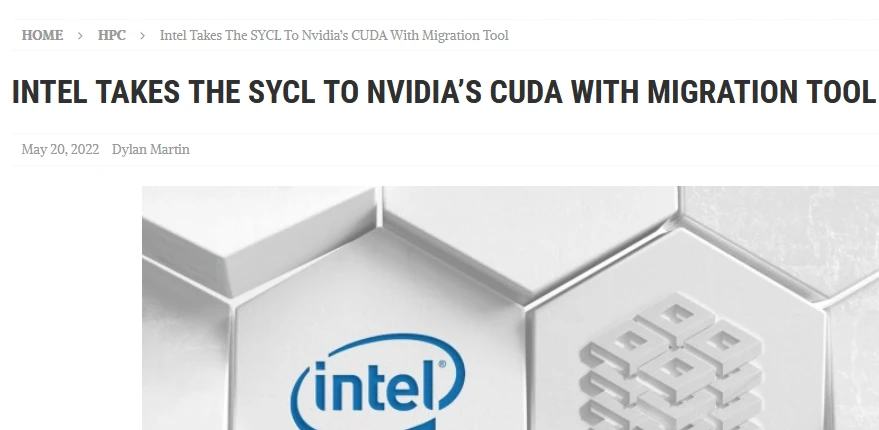 HOME > HPC > Intel Takes The SYCL To Nvidia's CUDA With Migration Tool
INTEL TAKES THE SYCL TO NVIDIA’S CUDA WITH MIGRATION TOOL
May 20, 2022 Dylan Martin
intel®